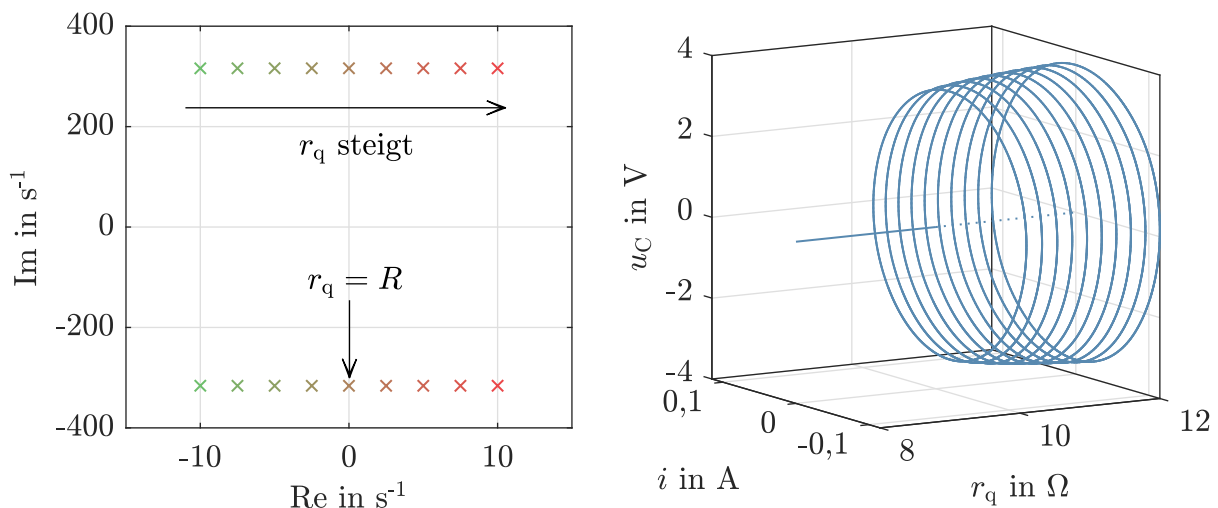 400
200
0
-200
-400
Im in s⁻¹
-10
0
10
Re in s⁻¹
r_q steigt
r_q = R
4
2
0
-2
-4
u_C in V
0,1
0
-0,1
i in A
8
10
12
r_q in Ω